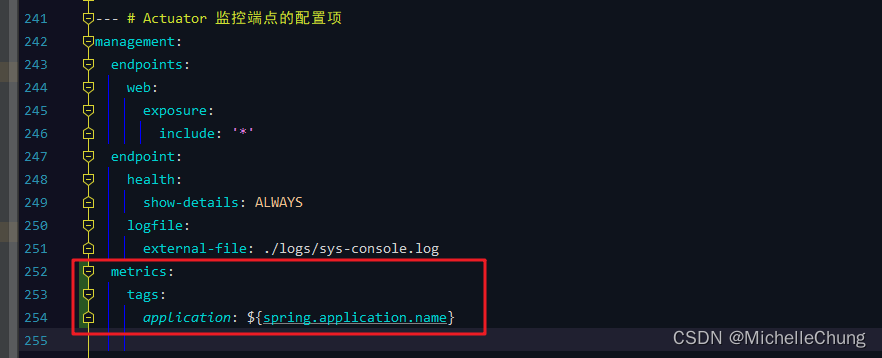 241 --- # Actuator 监控端点的配置项
242 management:
243 endpoints:
244 web:
245 exposure:
246 include: '*'
247 endpoint:
248 health:
249 show-details: ALWAYS
250 logfile:
251 external-file: ./logs/sys-console.log
252 metrics:
253 tags:
254 application: ${spring.application.name}
255
CSDN @MichelleChung